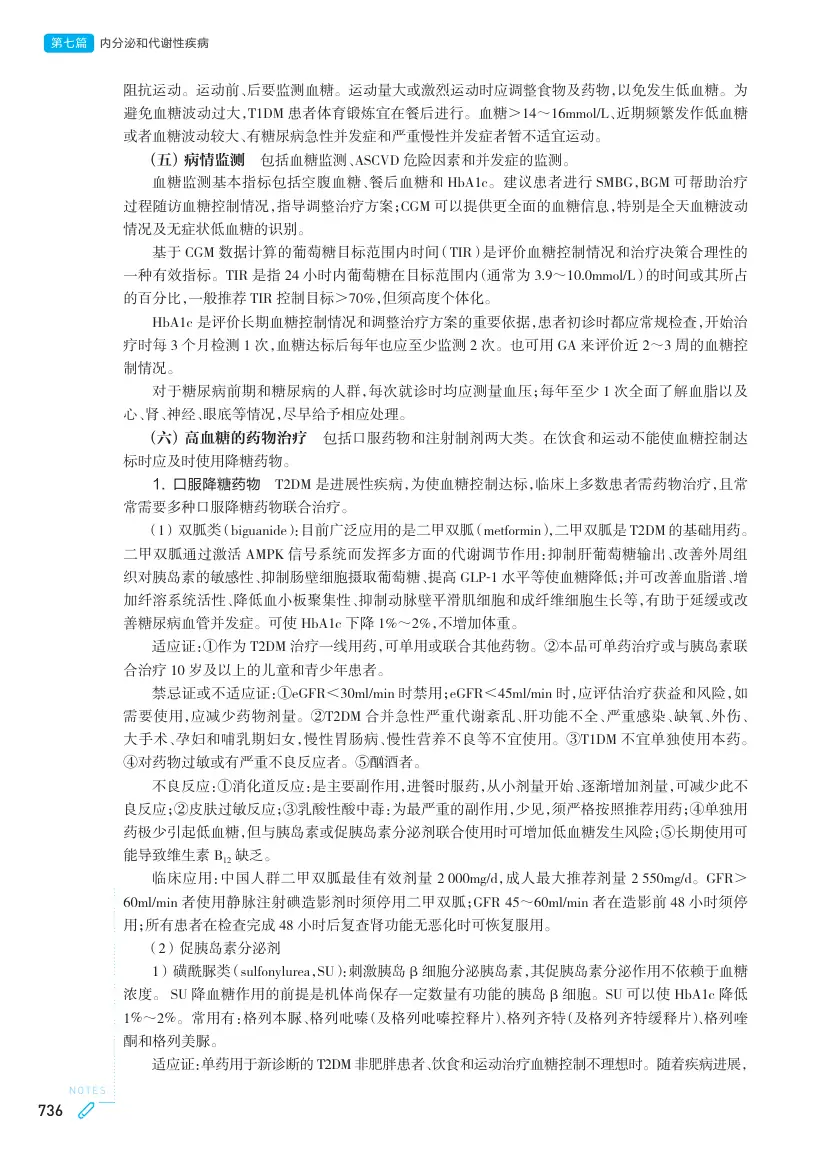 第七篇 内分泌和代谢性疾病
阻抗运动。运动前、后要监测血糖。运动量大或激烈运动时应调整食物及药物,以免发生低血糖。为
避免血糖波动过大,T1DM 患者体育锻炼宜在餐后进行。血糖＞14～16mmol/L、近期频繁发作低血糖
或者血糖波动较大、有糖尿病急性并发症和严重慢性并发症者暂不适宜运动。
（五）病情监测 包括血糖监测、ASCVD 危险因素和并发症的监测。
血糖监测基本指标包括空腹血糖、餐后血糖和 HbA1c。建议患者进行 SMBG,BGM 可帮助治疗
过程随访血糖控制情况,指导调整治疗方案;CGM 可以提供更全面的血糖信息,特别是全天血糖波动
情况及无症状低血糖的识别。
基于 CGM 数据计算的葡萄糖目标范围内时间（TIR）是评价血糖控制情况和治疗决策合理性的
一种有效指标。TIR 是指 24 小时内葡萄糖在目标范围内（通常为 3.9～10.0mmol/L）的时间或其所占
的百分比,一般推荐 TIR 控制目标＞70%,但须高度个体化。
HbA1c 是评价长期血糖控制情况和调整治疗方案的重要依据,患者初诊时都应常规检查,开始治
疗时每 3 个月检测 1 次,血糖达标后每年也应至少监测 2 次。也可用 GA 来评价近 2～3 周的血糖控
制情况。
对于糖尿病前期和糖尿病的人群,每次就诊时均应测量血压;每年至少 1 次全面了解血脂以及
心、肾、神经、眼底等情况,尽早给予相应处理。
（六）高血糖的药物治疗 包括口服药物和注射制剂两大类。在饮食和运动不能使血糖控制达
标时应及时使用降糖药物。
1. 口服降糖药物 T2DM 是进展性疾病,为使血糖控制达标,临床上多数患者需药物治疗,且常
常需要多种口服降糖药物联合治疗。
（1）双胍类（biguanide）:目前广泛应用的是二甲双胍（metformin）,二甲双胍是 T2DM 的基础用药。
二甲双胍通过激活 AMPK 信号系统而发挥多方面的代谢调节作用:抑制肝葡萄糖输出、改善外周组
织对胰岛素的敏感性、抑制肠壁细胞摄取葡萄糖、提高 GLP-1 水平等使血糖降低;并可改善血脂谱、增
加纤溶系统活性、降低血小板聚集性、抑制动脉壁平滑肌细胞和成纤维细胞生长等,有助于延缓或改
善糖尿病血管并发症。可使 HbA1c 下降 1%～2%,不增加体重。
适应证:①作为 T2DM 治疗一线用药,可单用或联合其他药物。②本品可单药治疗或与胰岛素联
合治疗 10 岁及以上的儿童和青少年患者。
禁忌证或不适应证:①eGFR＜30ml/min 时禁用;eGFR＜45ml/min 时,应评估治疗获益和风险,如
需要使用,应减少药物剂量。②T2DM 合并急性严重代谢紊乱、肝功能不全、严重感染、缺氧、外伤、
大手术、孕妇和哺乳期妇女,慢性胃肠病、慢性营养不良等不宜使用。③T1DM 不宜单独使用本药。
④对药物过敏或有严重不良反应者。⑤酗酒者。
不良反应:①消化道反应:是主要副作用,进餐时服药,从小剂量开始、逐渐增加剂量,可减少此不
良反应;②皮肤过敏反应;③乳酸性酸中毒:为最严重的副作用,少见,须严格按照推荐用药;④单独用
药极少引起低血糖,但与胰岛素或促胰岛素分泌剂联合使用时可增加低血糖发生风险;⑤长期使用可
能导致维生素 B₁₂ 缺乏。
临床应用:中国人群二甲双胍最佳有效剂量 2 000mg/d,成人最大推荐剂量 2 550mg/d。GFR＞
60ml/min 者使用静脉注射碘造影剂时须停用二甲双胍;GFR 45～60ml/min 者在造影前 48 小时须停
用;所有患者在检查完成 48 小时后复查肾功能无恶化时可恢复服用。
（2）促胰岛素分泌剂
1）磺酰脲类（sulfonylurea,SU）:刺激胰岛 β 细胞分泌胰岛素,其促胰岛素分泌作用不依赖于血糖
浓度。 SU 降血糖作用的前提是机体尚保存一定数量有功能的胰岛 β 细胞。SU 可以使 HbA1c 降低
1%～2%。常用有:格列本脲、格列吡嗪（及格列吡嗪控释片）、格列齐特（及格列齐特缓释片）、格列喹
酮和格列美脲。
适应证:单药用于新诊断的 T2DM 非肥胖患者、饮食和运动治疗血糖控制不理想时。随着疾病进展,
NOTES
736